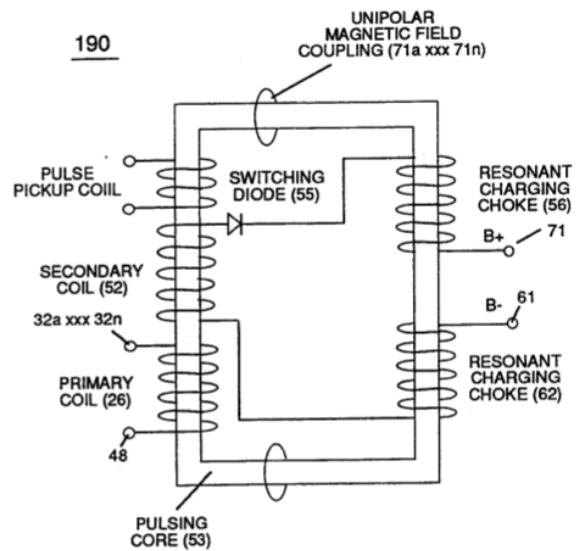 190
UNIPOLAR
MAGNETIC FIELD
COUPLING (71a xxx 71n)
PULSE
PICKUP COIIL
SWITCHING
DIODE (55)
RESONANT
CHARGING
CHOKE (56)
B+
71
SECONDARY
COIL (52)
32a xxx 32n
B-
61
PRIMARY
COIL (26)
RESONANT
CHARGING
CHOKE (62)
48
PULSING
CORE (53)